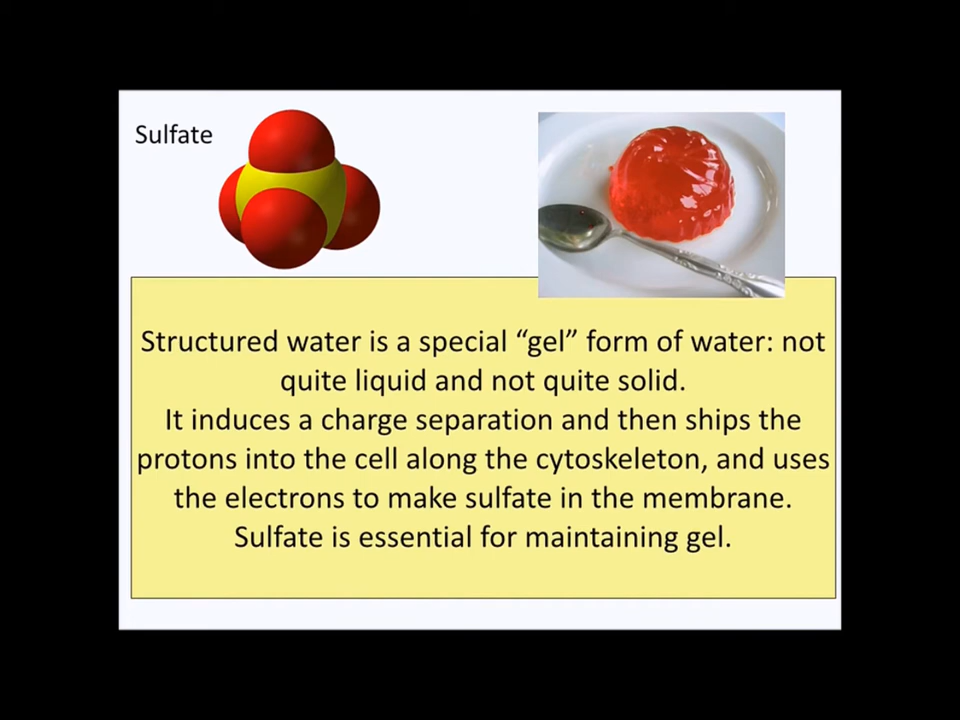 Sulfate
Structured water is a special “gel” form of water: not
quite liquid and not quite solid.
It induces a charge separation and then ships the
protons into the cell along the cytoskeleton, and uses
the electrons to make sulfate in the membrane.
Sulfate is essential for maintaining gel.